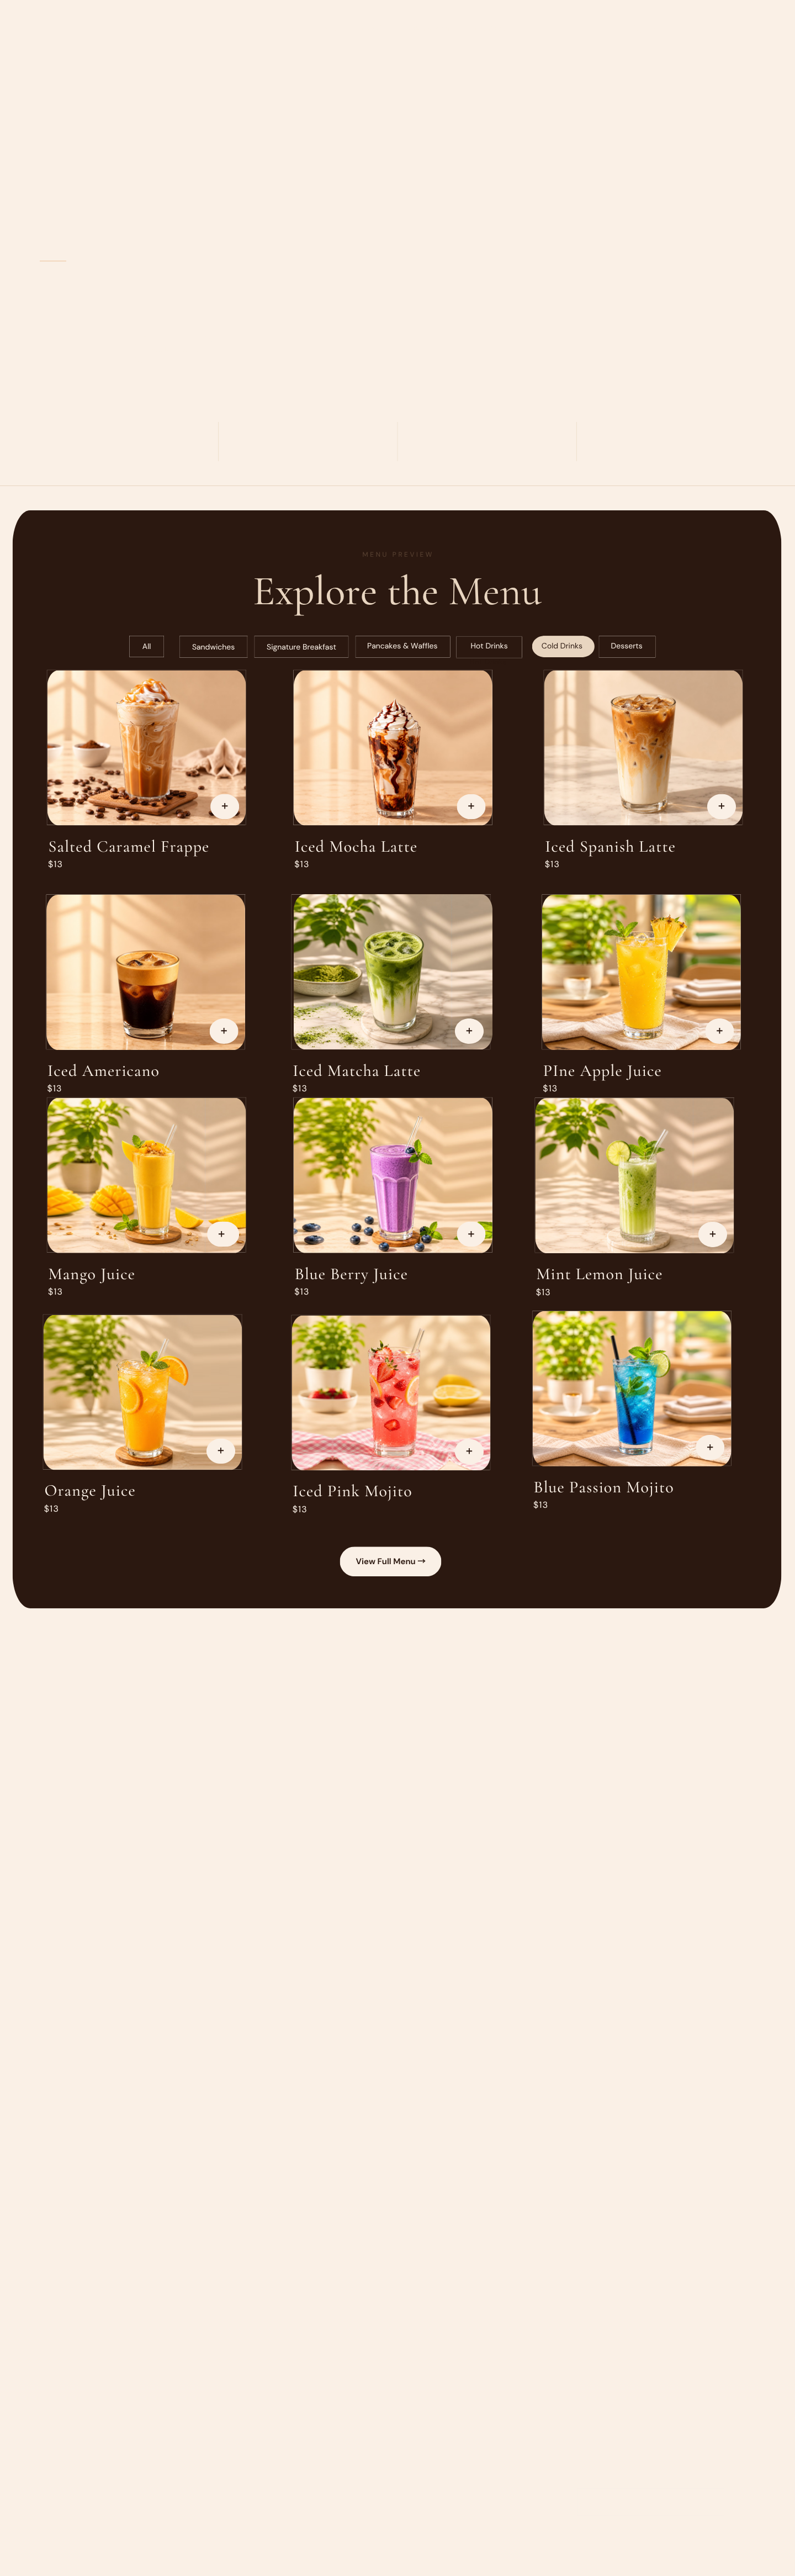 MENU PREVIEW
Explore the Menu
All
Sandwiches
Signature Breakfast
Pancakes & Waffles
Hot Drinks
Cold Drinks
Desserts
+
+
+
Salted Caramel Frappe
$13
Iced Mocha Latte
$13
Iced Spanish Latte
$13
+
+
+
Iced Americano
$13
Iced Matcha Latte
$13
PIne Apple Juice
$13
+
+
+
Mango Juice
$13
Blue Berry Juice
$13
Mint Lemon Juice
$13
+
+
+
Orange Juice
$13
Iced Pink Mojito
$13
Blue Passion Mojito
$13
View Full Menu →